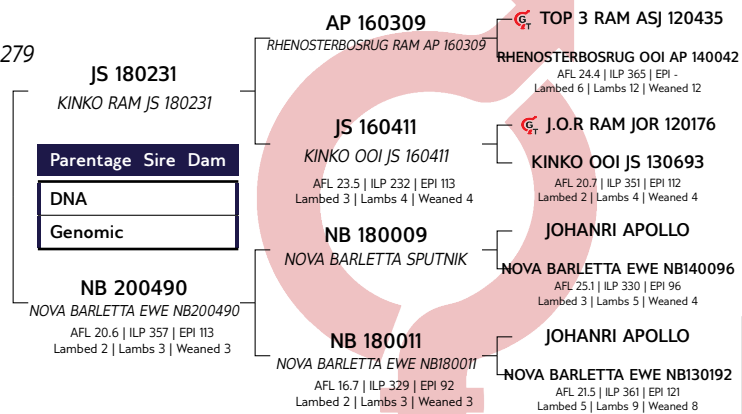 279
JS 180231
KINKO RAM JS 180231
Parentage Sire Dam
DNA
Genomic
NB 200490
NOVA BARLETTA EWE NB200490
AFL 20.6 | ILP 357 | EPI 113
Lambed 2 | Lambs 3 | Weaned 3
AP 160309
RHENOSTERBOSRUG RAM AP 160309
JS 160411
KINKO OOI JS 160411
AFL 23.5 | ILP 232 | EPI 113
Lambed 3 | Lambs 4 | Weaned 4
NB 180009
NOVA BARLETTA SPUTNIK
NB 180011
NOVA BARLETTA EWE NB180011
AFL 16.7 | ILP 329 | EPI 92
Lambed 2 | Lambs 3 | Weaned 3
GT TOP 3 RAM ASJ 120435
RHENOSTERBOSRUG OOI AP 140042
AFL 24.4 | ILP 365 | EPI -
Lambed 6 | Lambs 12 | Weaned 12
GT J.O.R RAM JOR 120176
KINKO OOI JS 130693
AFL 20.7 | ILP 351 | EPI 112
Lambed 2 | Lambs 4 | Weaned 4
JOHANRI APOLLO
NOVA BARLETTA EWE NB140096
AFL 25.1 | ILP 330 | EPI 96
Lambed 3 | Lambs 5 | Weaned 4
JOHANRI APOLLO
NOVA BARLETTA EWE NB130192
AFL 21.5 | ILP 361 | EPI 121
Lambed 5 | Lambs 9 | Weaned 8